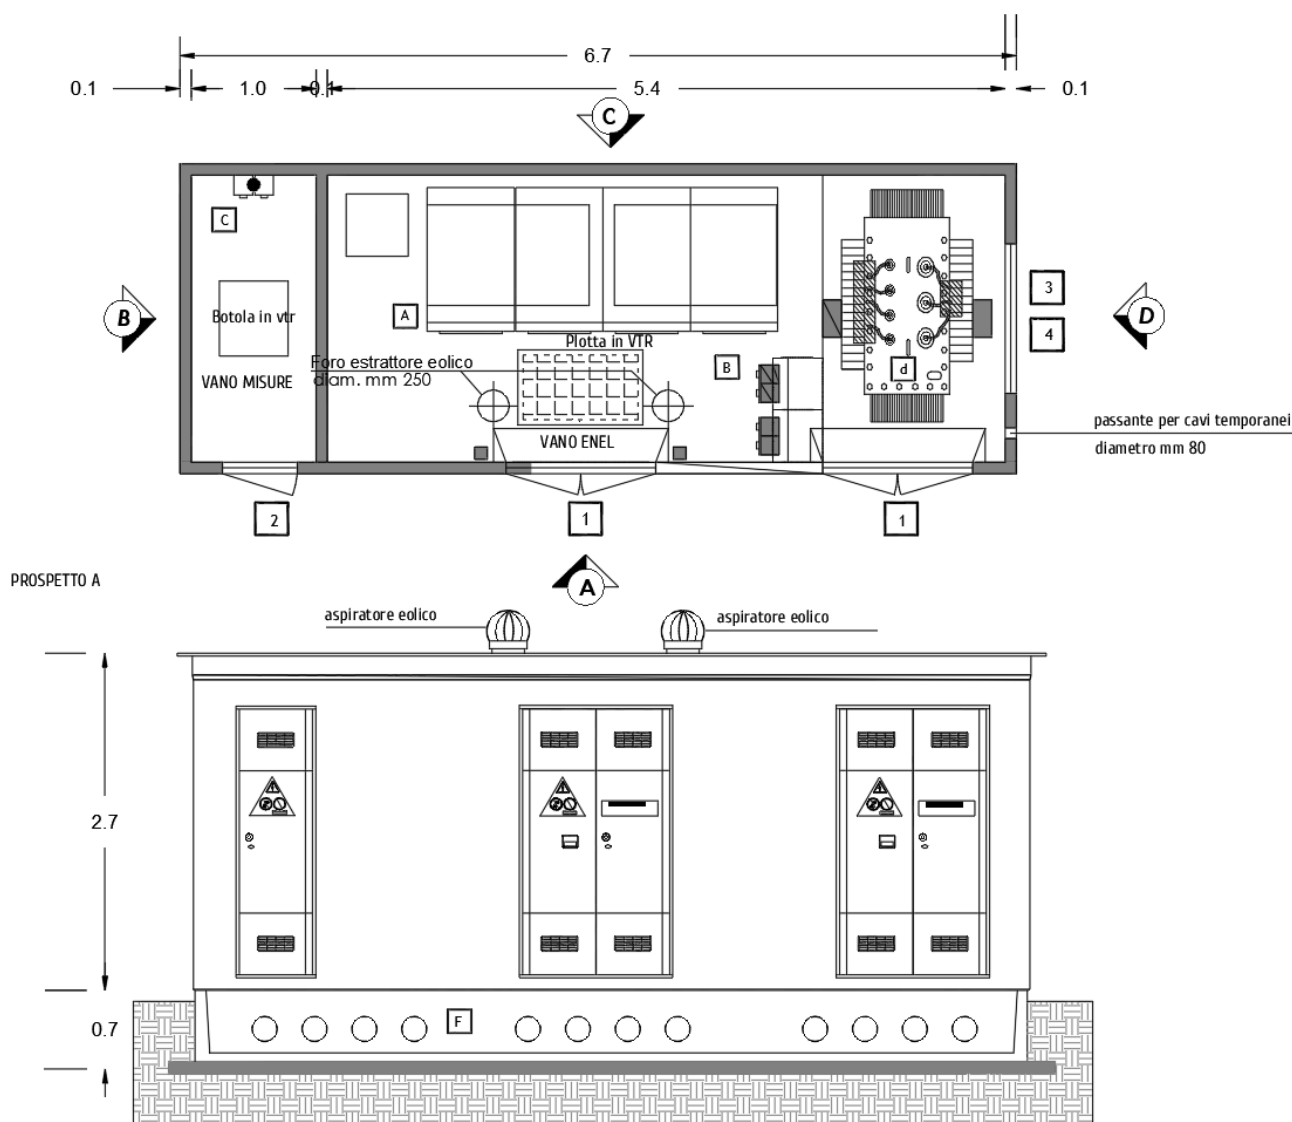 6.7
0.1
1.0
0.1
5.4
0.1
C
C
A
Botola in vtr
VANO MISURE
B
D
3
4
Plotta in VTR
Foro estrattore eolico
diam. mm 250
B
d
VANO ENEL
passante per cavi temporanei
diametro mm 80
2
1
1
PROSPETTO A
A
aspiratore eolico
aspiratore eolico
2.7
0.7
F